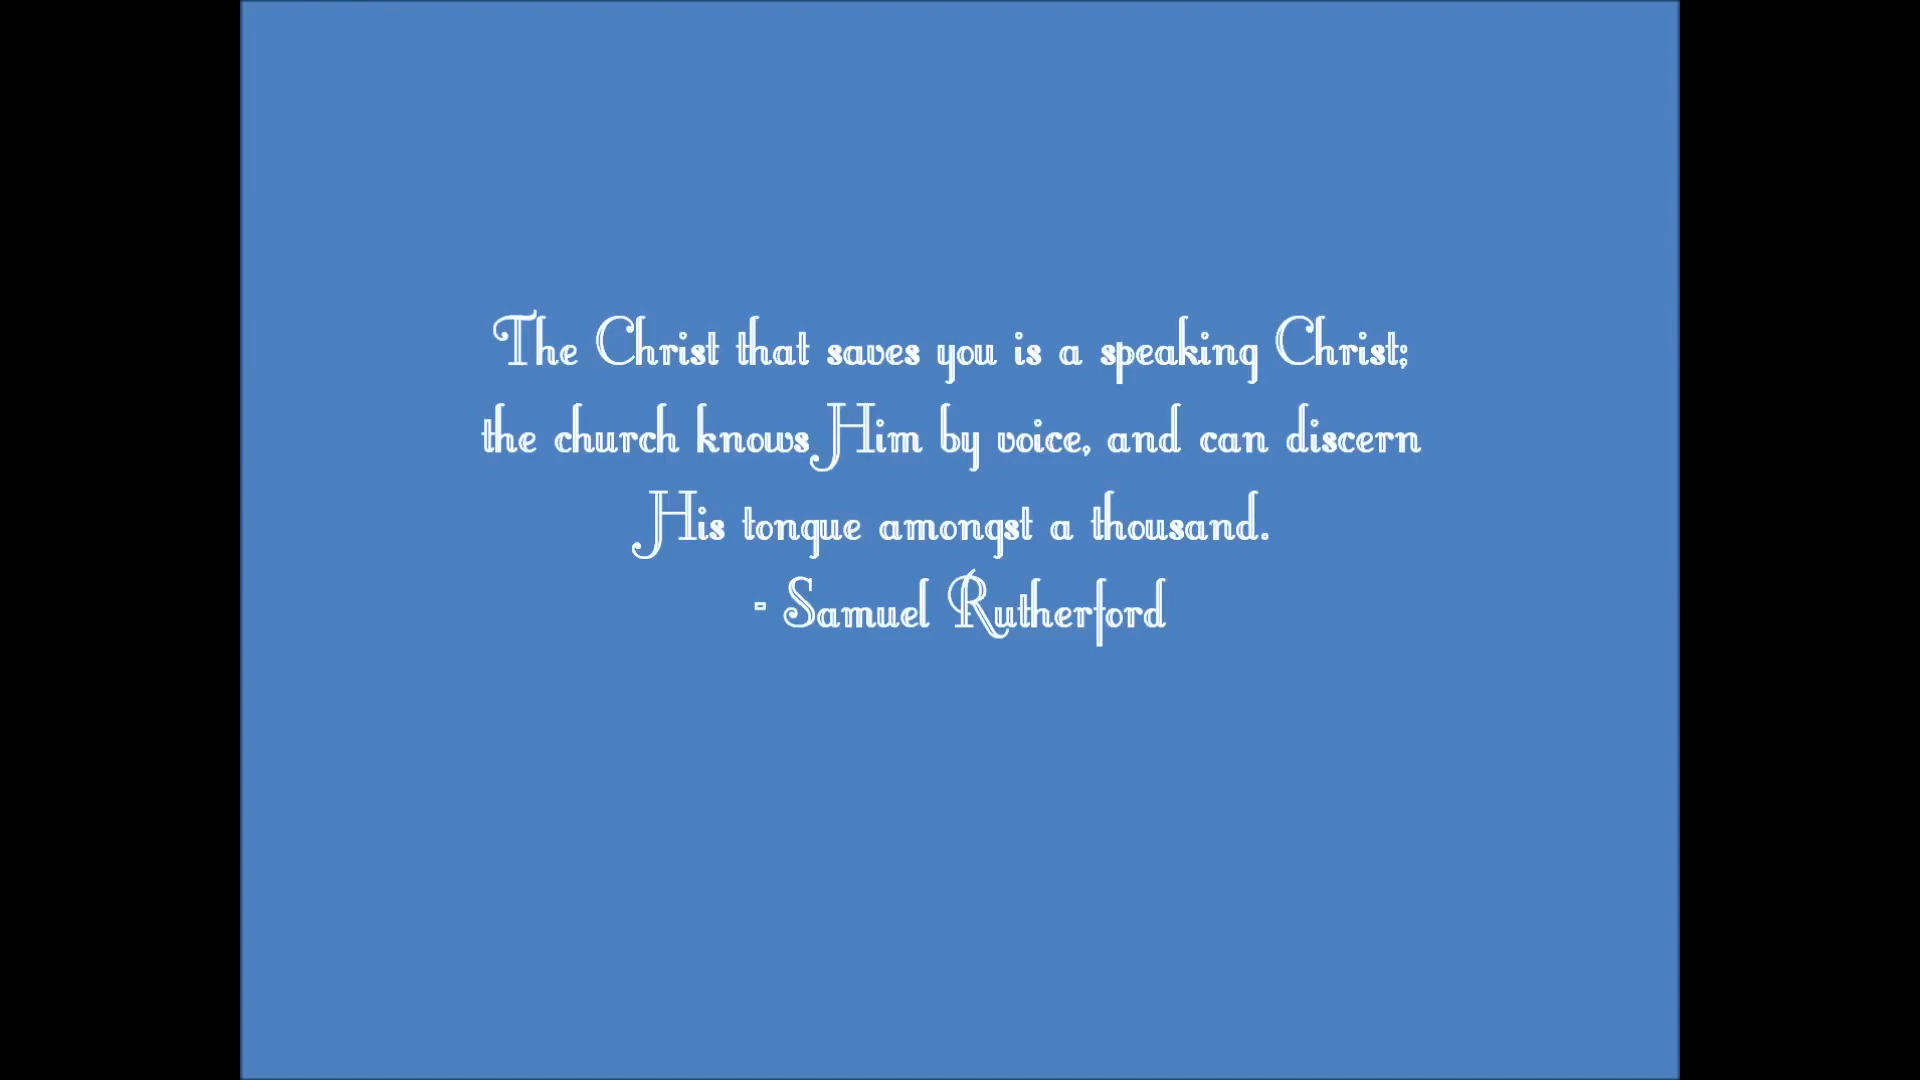 The Christ that saves you is a speaking Christ;
the church knows Him by voice, and can discern
His tongue amongst a thousand.
- Samuel Rutherford